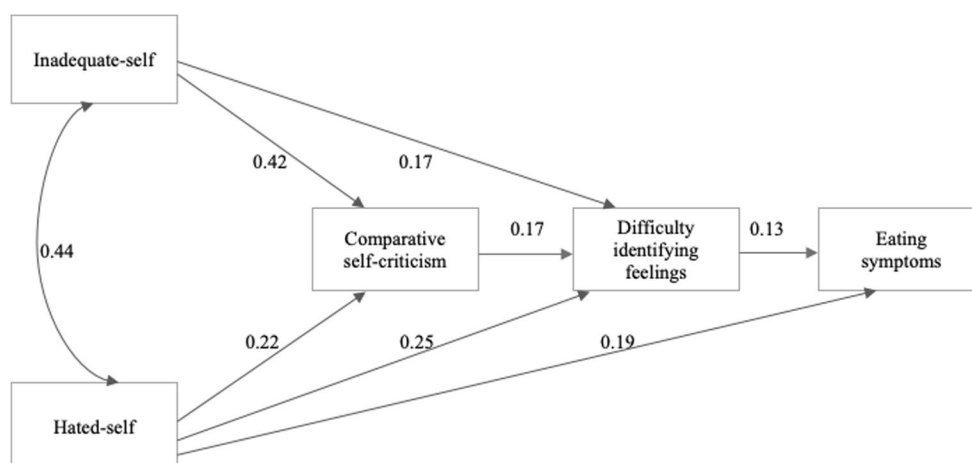 Inadequate-self
0.42
0.17
0.44
Comparative
self-criticism
0.17
Difficulty
identifying
feelings
0.13
Eating
symptoms
0.22
0.25
0.19
Hated-self